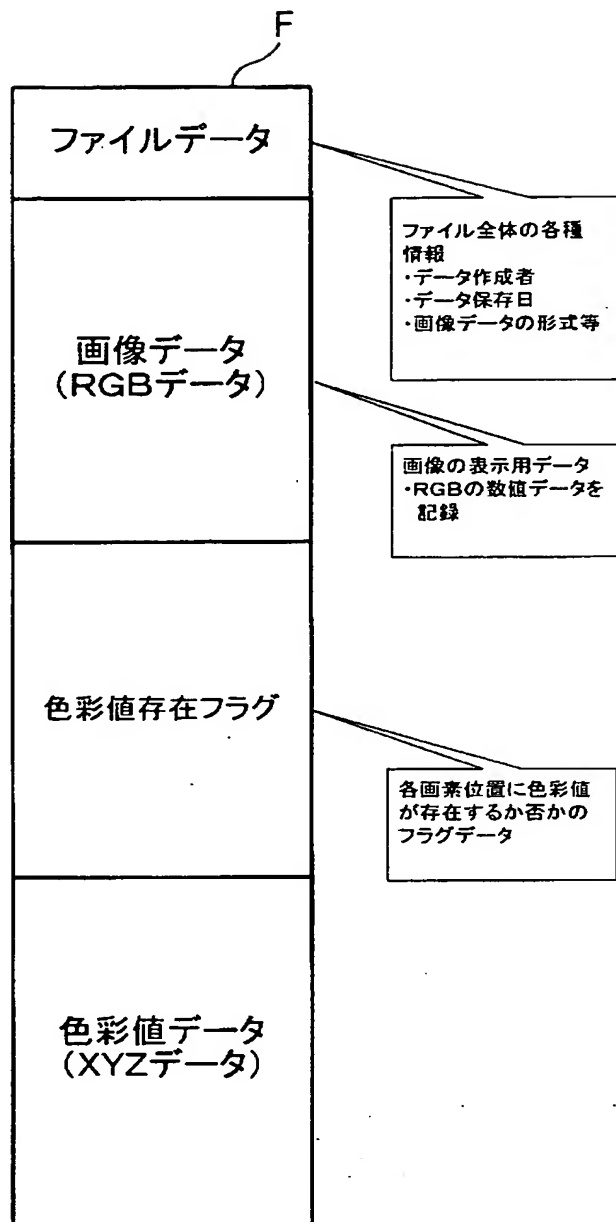 F
ファイルデータ
ファイル全体の各種
情報
・データ作成者
・データ保存日
・画像データの形式等
画像データ
(RGBデータ)
画像の表示用データ
・RGBの数値データを
記録
色彩値存在フラグ
各画素位置に色彩値
が存在するか否かの
フラグデータ
色彩値データ
(XYZデータ)